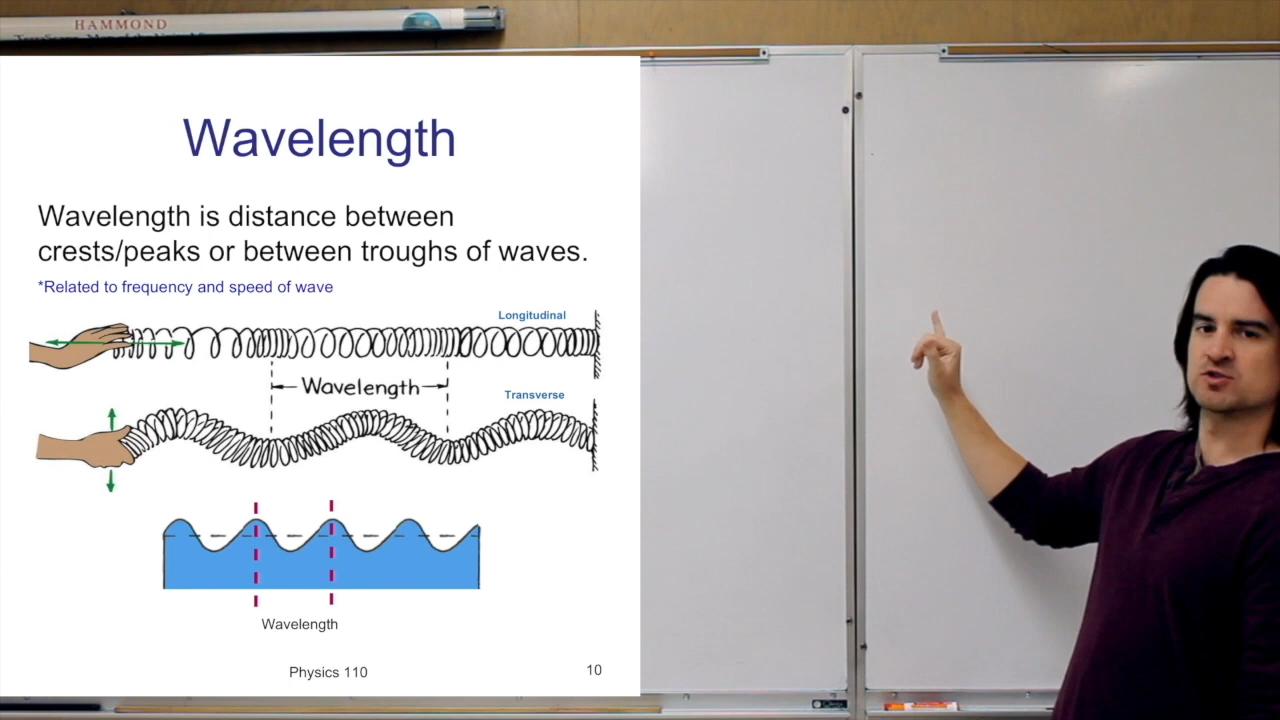 HAMMOND
Wavelength
Wavelength is distance between
crests/peaks or between troughs of waves.
*Related to frequency and speed of wave
Longitudinal
Wavelength
Transverse
Wavelength
Physics 110
10